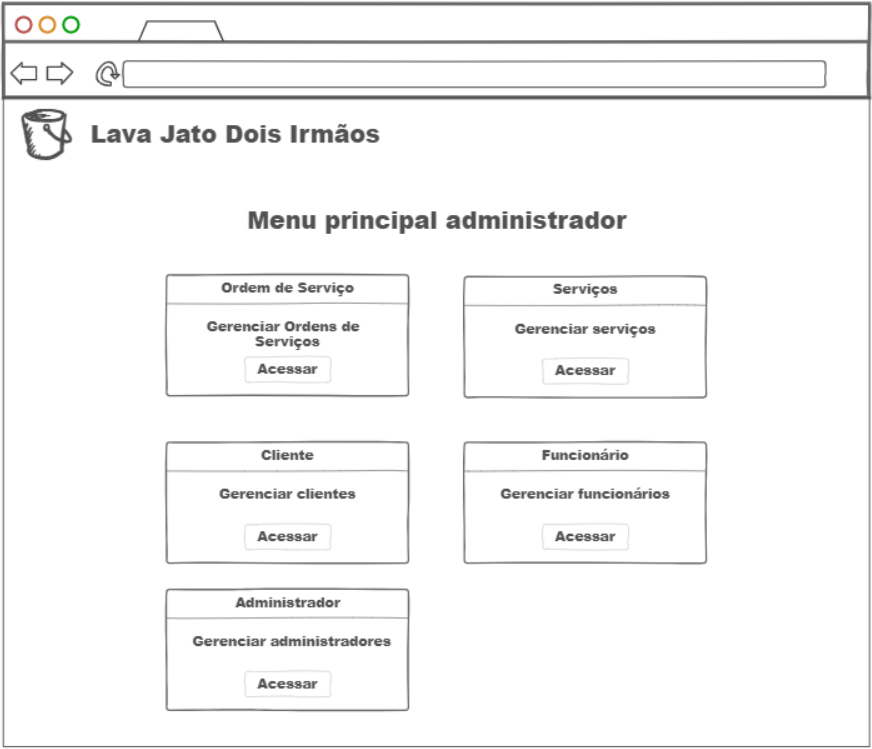 Lava Jato Dois Irmãos
Menu principal administrador
Ordem de Serviço
Gerenciar Ordens de
Serviços
Acessar
Serviços
Gerenciar serviços
Acessar
Cliente
Gerenciar clientes
Acessar
Funcionário
Gerenciar funcionários
Acessar
Administrador
Gerenciar administradores
Acessar